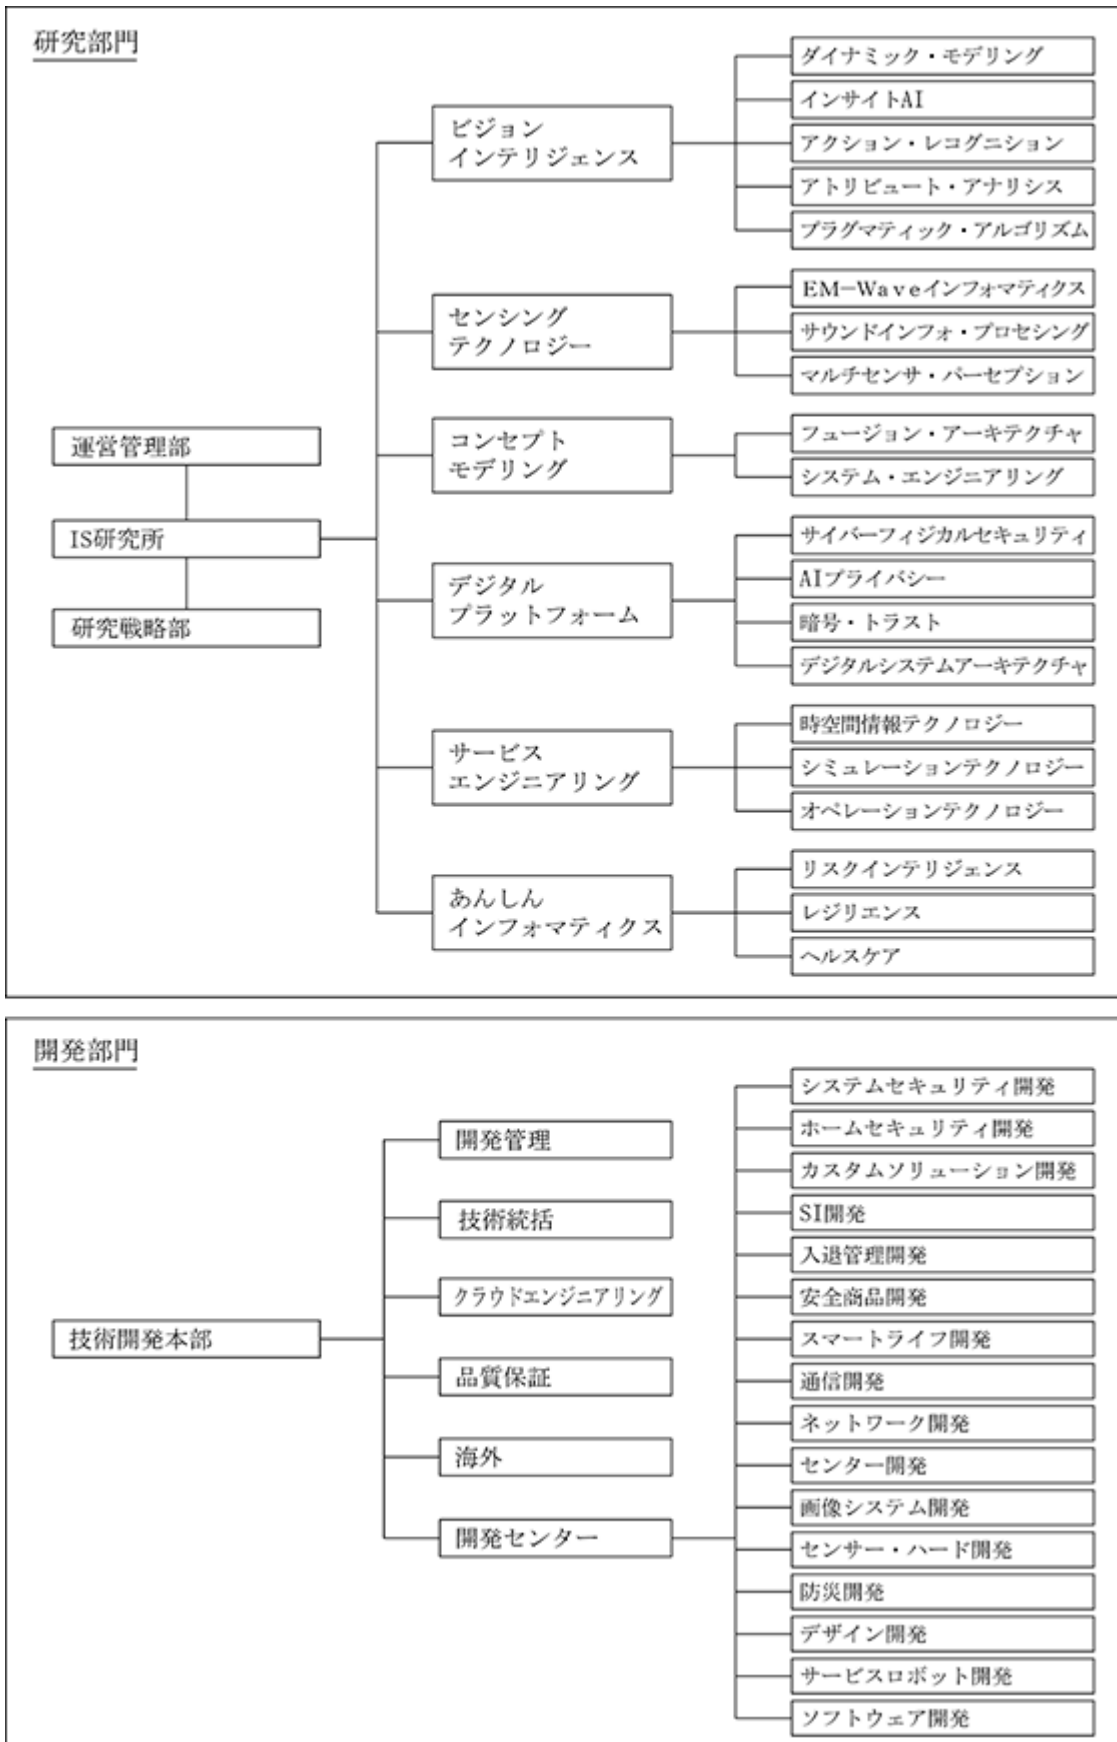 研究部門
運営管理部
IS研究所
研究戦略部
ビジョン
インテリジェンス
ダイナミック・モデリング
インサイトAI
アクション・レコグニション
アトリビュート・アナリシス
プラグマティック・アルゴリズム
センシング
テクノロジー
EM－Waveインフォマティクス
サウンドインフォ・プロセシング
マルチセンサ・パーセプション
コンセプト
モデリング
フュージョン・アーキテクチャ
システム・エンジニアリング
デジタル
プラットフォーム
サイバーフィジカルセキュリティ
AIプライバシー
暗号・トラスト
デジタルシステムアーキテクチャ
サービス
エンジニアリング
時空間情報テクノロジー
シミュレーションテクノロジー
オペレーションテクノロジー
あんしん
インフォマティクス
リスクインテリジェンス
レジリエンス
ヘルスケア
開発部門
技術開発本部
開発管理
技術統括
クラウドエンジニアリング
品質保証
海外
開発センター
システムセキュリティ開発
ホームセキュリティ開発
カスタムソリューション開発
SI開発
入退管理開発
安全商品開発
スマートライフ開発
通信開発
ネットワーク開発
センター開発
画像システム開発
センサー・ハード開発
防災開発
デザイン開発
サービスロボット開発
ソフトウェア開発